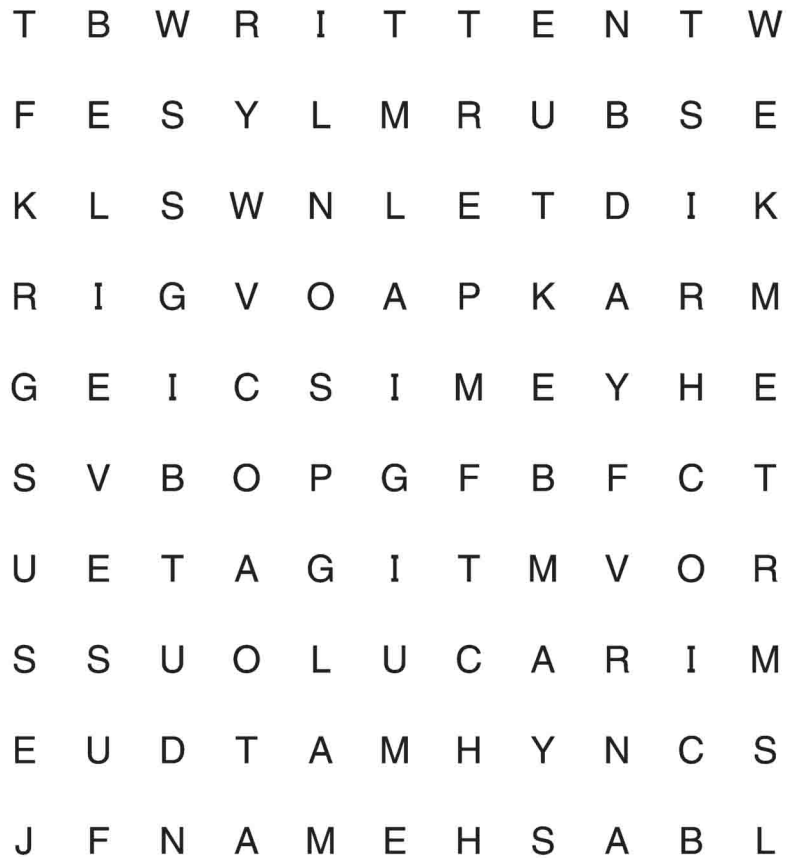 T B W R I T T E N T W
F E S Y L M R U B S E
K L S W N L E T D I K
R I G V O A P K A R M
G E I C S I M E Y H E
S V B O P G F B F C T
U E T A G I T M V O R
S S U O L U C A R I M
E U D T A M H Y N C S
J F N A M E H S A B L